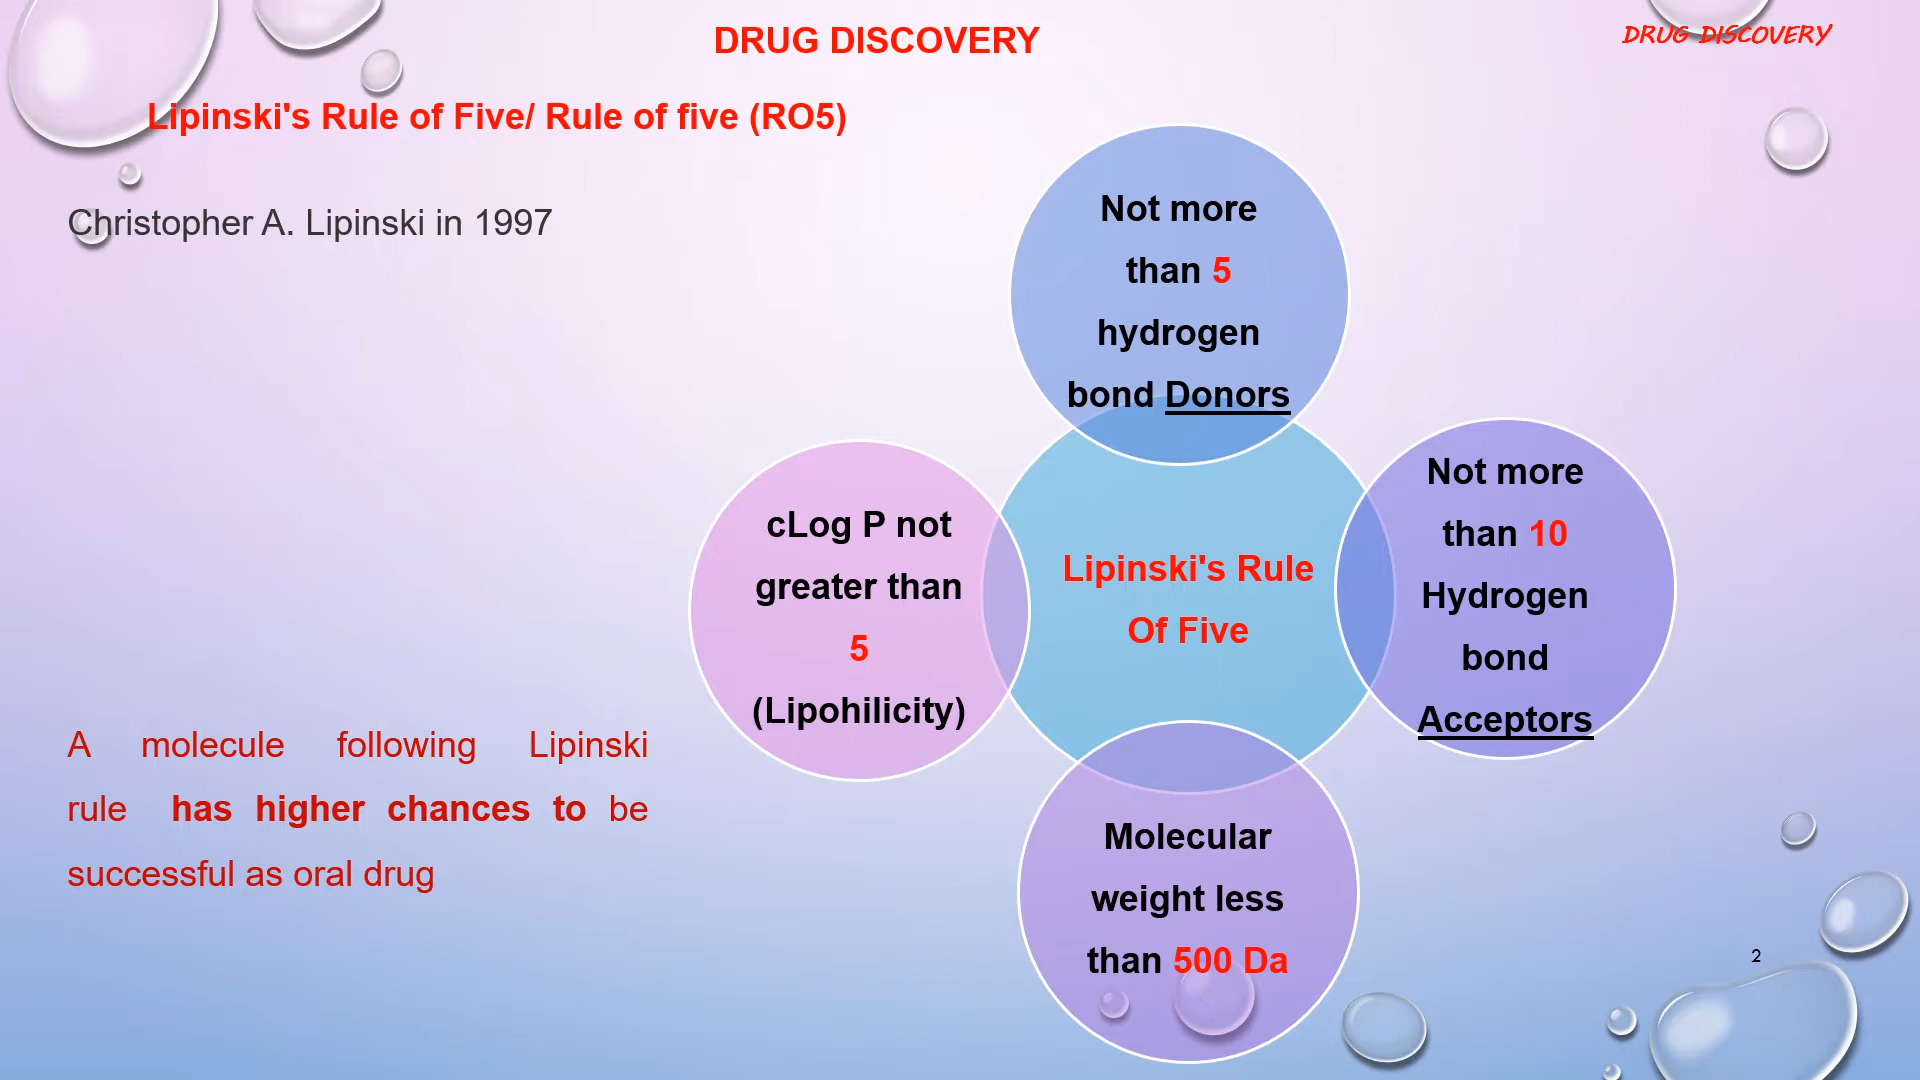 DRUG DISCOVERY
DRUG DISCOVERY
Lipinski's Rule of Five/ Rule of five (RO5)
Christopher A. Lipinski in 1997
Not more
than 5
hydrogen
bond Donors
cLog P not
greater than
5
(Lipohilicity)
Lipinski's Rule
Of Five
Not more
than 10
Hydrogen
bond
Acceptors
A molecule following Lipinski
rule has higher chances to be
successful as oral drug
Molecular
weight less
than 500 Da
2